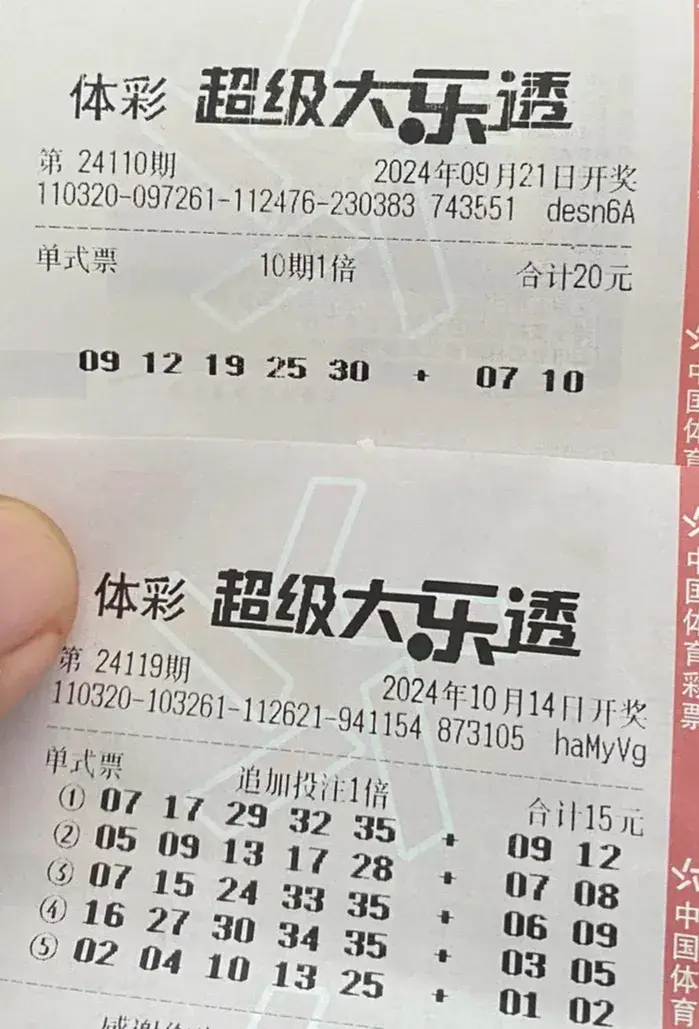 体彩 超级大乐透
第 24110期 2024年09月21日开奖
110320-097261-112476-230383 743551 desn6A
单式票 10期1倍 合计20元
09 12 19 25 30 + 07 10
中国体育
体彩 超级大乐透
第 24119期 2024年10月14日开奖
110320-103261-112621-941154 873105 haMyVg
单式票 追加投注1倍 合计15元
① 07 17 29 32 35 + 09 12
② 05 09 13 17 28 + 07 08
③ 07 15 24 33 35 + 06 09
④ 16 27 30 34 35 + 03 05
⑤ 02 04 10 13 25 + 01 02
中国体育彩票
中国体育